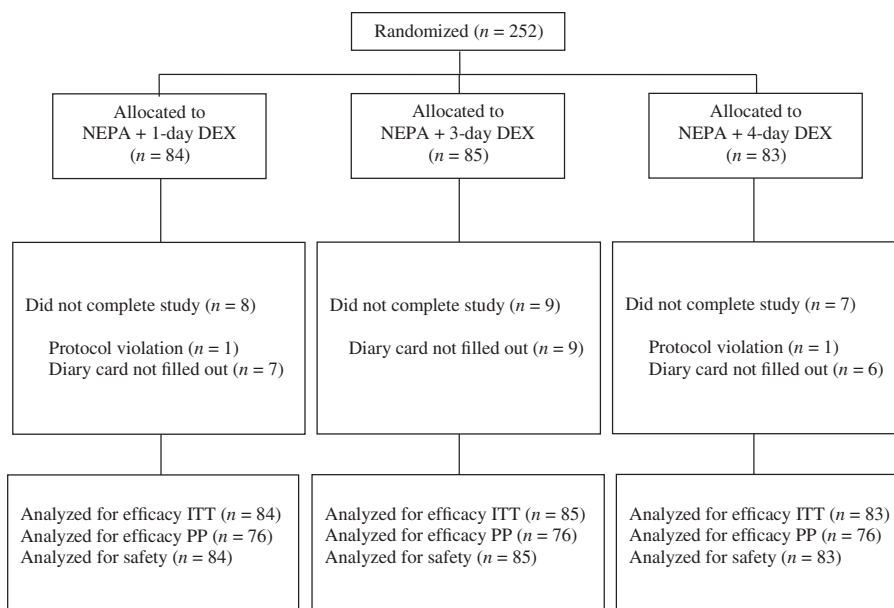 Randomized (n = 252)
Allocated to
NEPA + 1-day DEX
(n = 84)
Allocated to
NEPA + 3-day DEX
(n = 85)
Allocated to
NEPA + 4-day DEX
(n = 83)
Did not complete study (n = 8)
Protocol violation (n = 1)
Diary card not filled out (n = 7)
Did not complete study (n = 9)
Diary card not filled out (n = 9)
Did not complete study (n = 7)
Protocol violation (n = 1)
Diary card not filled out (n = 6)
Analyzed for efficacy ITT (n = 84)
Analyzed for efficacy PP (n = 76)
Analyzed for safety (n = 84)
Analyzed for efficacy ITT (n = 85)
Analyzed for efficacy PP (n = 76)
Analyzed for safety (n = 85)
Analyzed for efficacy ITT (n = 83)
Analyzed for efficacy PP (n = 76)
Analyzed for safety (n = 83)